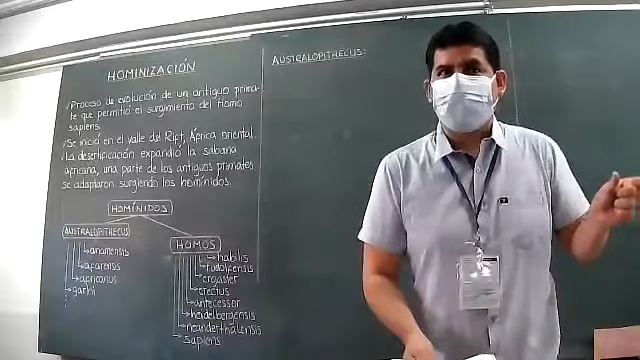 HOMINIZACIÓN
Proceso de evolución de un antiguo prima-
te que permitió el surgimiento del Homo
sapiens.
Se inició en el valle del Rift, África oriental.
La desertificación expandió la sabana
africana, una parte de los antiguos primates
se adaptaron surgiendo los homínidos.
HOMÍNIDOS
AUSTRALOPITHECUS
anamensis
afarensis
africanus
garhi
HOMOS
habilis
rudolfensis
ergaster
erectus
antecessor
heidelbergensis
neanderthalensis
sapiens
AUSTRALOPITHECUS: